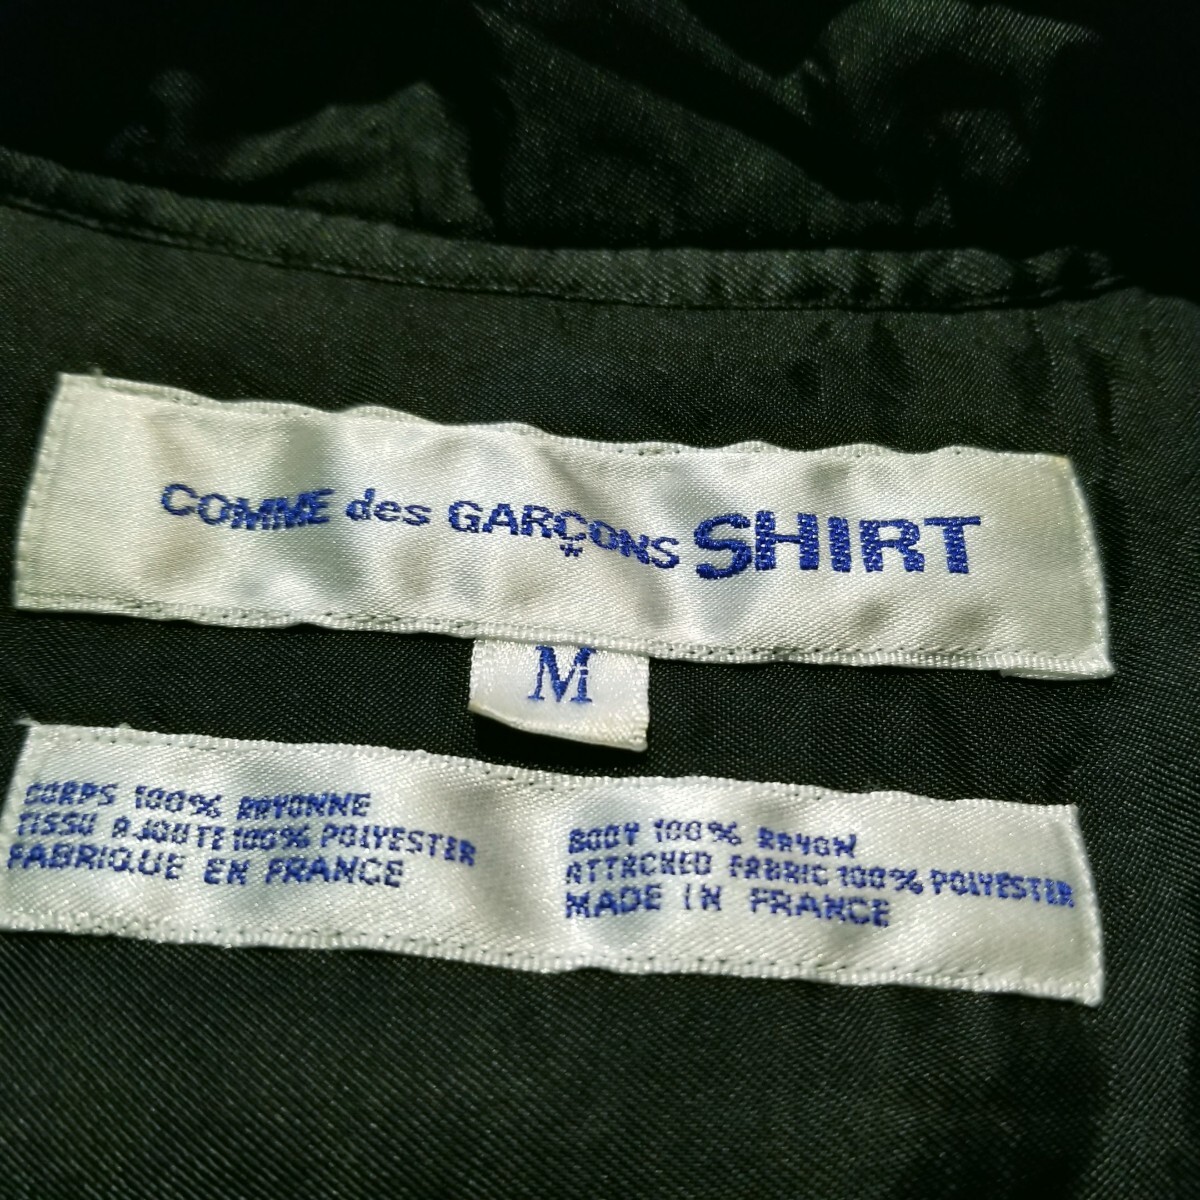 COMME des GARÇONS SHIRT
*
M
CORPS 100% RAYONNE
TISSU AJOUTE 100% POLYESTER
FABRIQUE EN FRANCE
BODY 100% RAYON
ATTACHED FABRIC 100% POLYESTER
MADE IN FRANCE